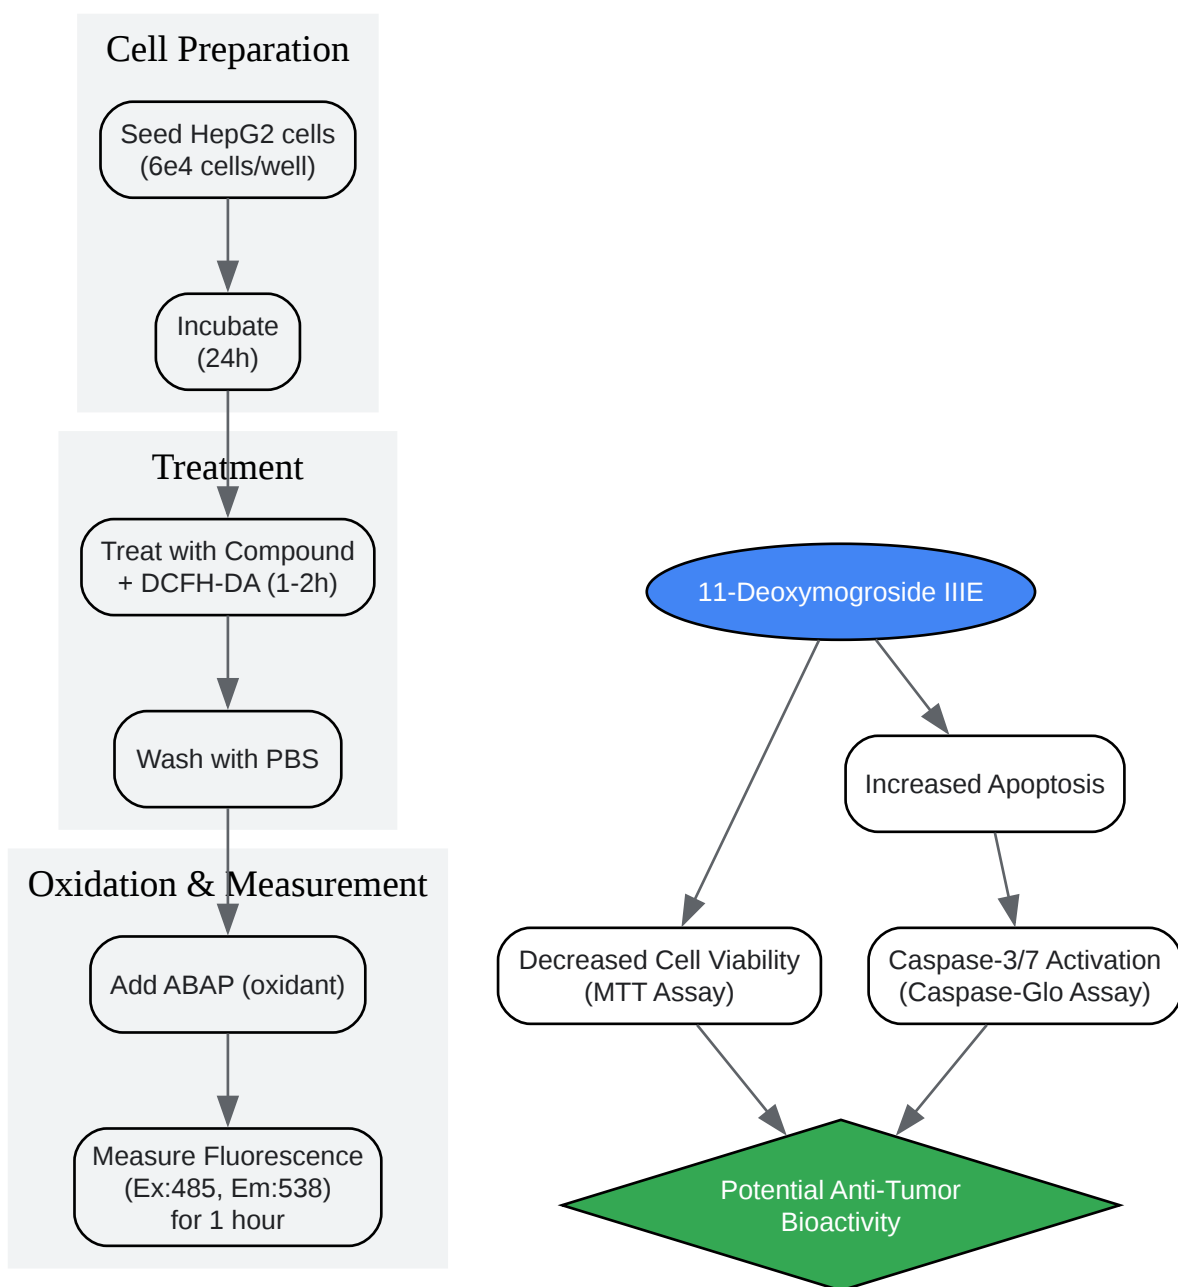 Cell Preparation
Seed HepG2 cells
(6e4 cells/well)
Incubate
(24h)
Treatment
Treat with Compound
+ DCFH-DA (1-2h)
Wash with PBS
Oxidation & Measurement
Add ABAP (oxidant)
Measure Fluorescence
(Ex:485, Em:538)
for 1 hour
11-Deoxymogroside IIIE
Increased Apoptosis
Decreased Cell Viability
(MTT Assay)
Caspase-3/7 Activation
(Caspase-Glo Assay)
Potential Anti-Tumor
Bioactivity